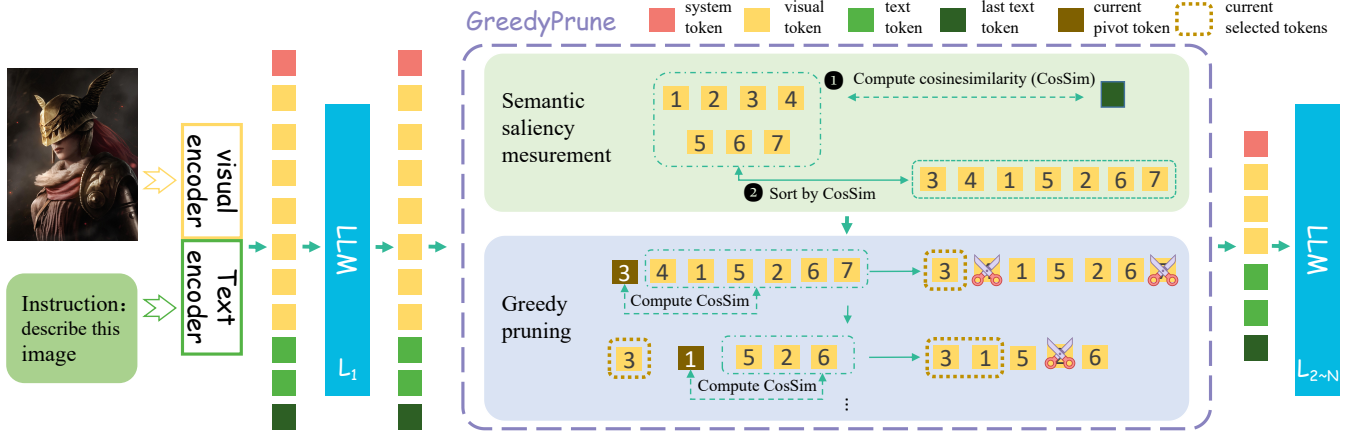 GreedyPrune
system token
visual token
text token
last text token
current pivot token
current selected tokens
visual encoder
Text encoder
Instruction:
describe this
image
LLM
L1
Semantic
saliency
mesurement
1 2 3 4
5 6 7
❶ Compute cosinesimilarity (CosSim)
❷ Sort by CosSim
3 4 1 5 2 6 7
Greedy
pruning
3 4 1 5 2 6 7
Compute CosSim
3 1 5 2 6
3 1 5 2 6
Compute CosSim
3 1 5 6
⋮
LLM
L2~N